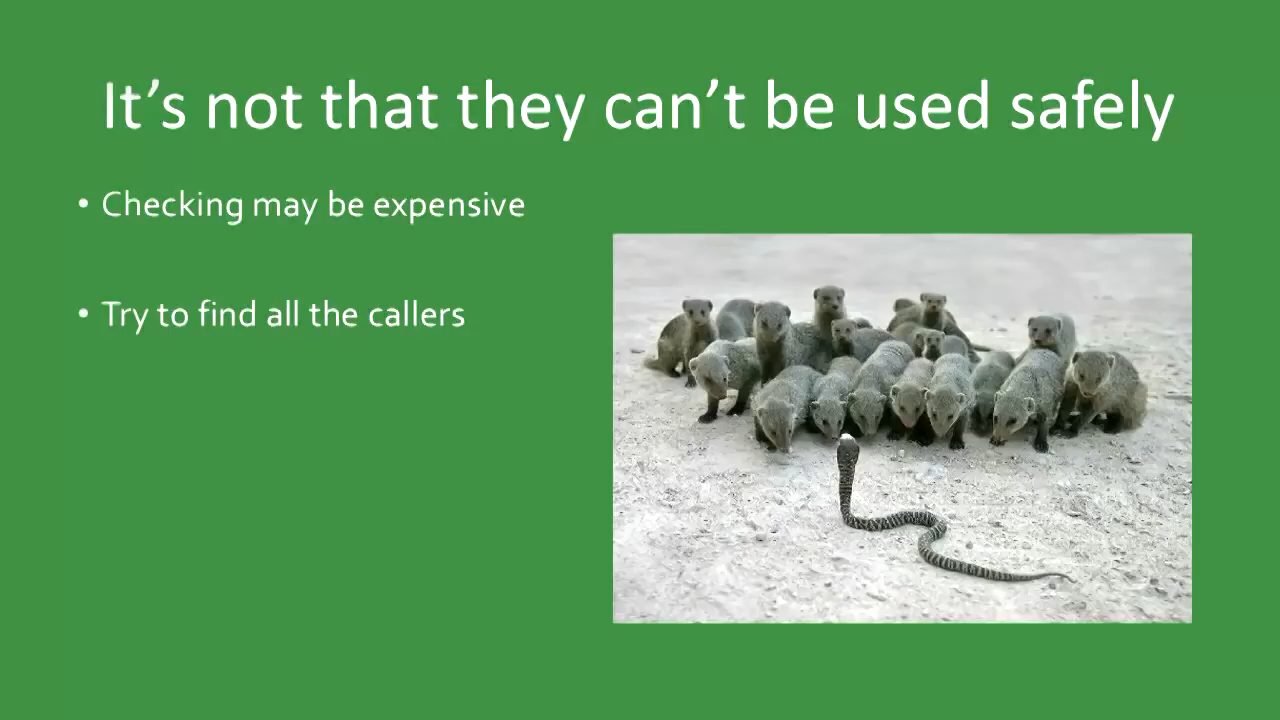 It’s not that they can’t be used safely
• Checking may be expensive
• Try to find all the callers